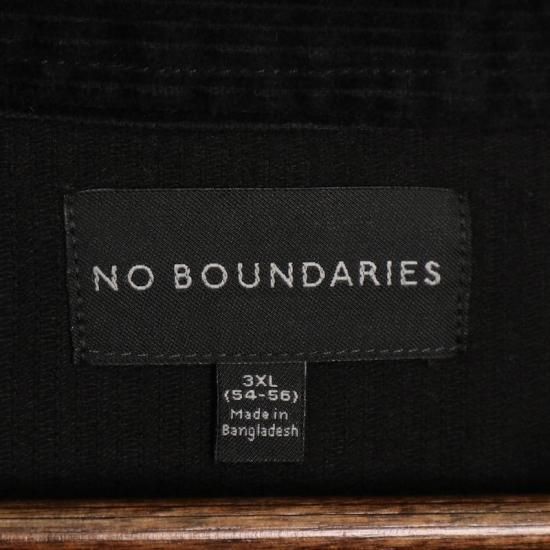 NO BOUNDARIES
3XL
(54-56)
Made in
Bangladesh